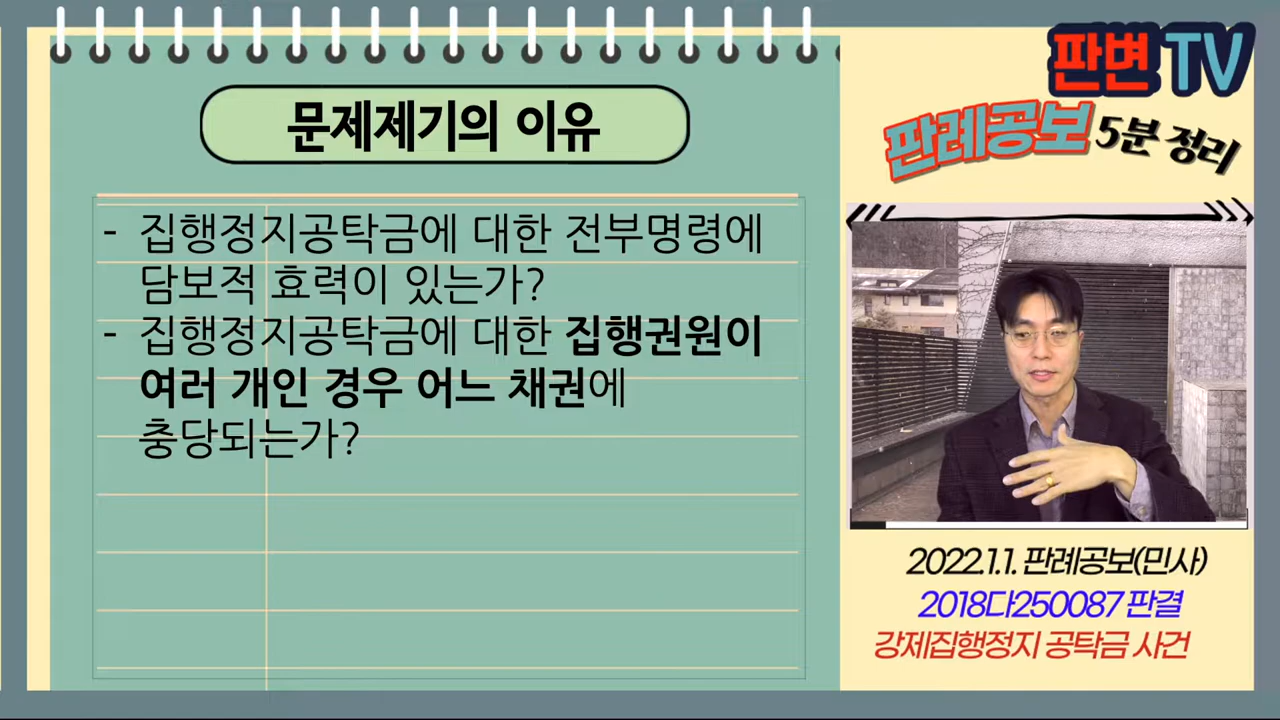 문제제기의 이유
- 집행정지공탁금에 대한 전부명령에
담보적 효력이 있는가?
- 집행정지공탁금에 대한 집행권원이
여러 개인 경우 어느 채권에
충당되는가?
판변 TV
판례공보 5분 정리
2022.1.1. 판례공보(민사)
2018다250087 판결
강제집행정지 공탁금 사건